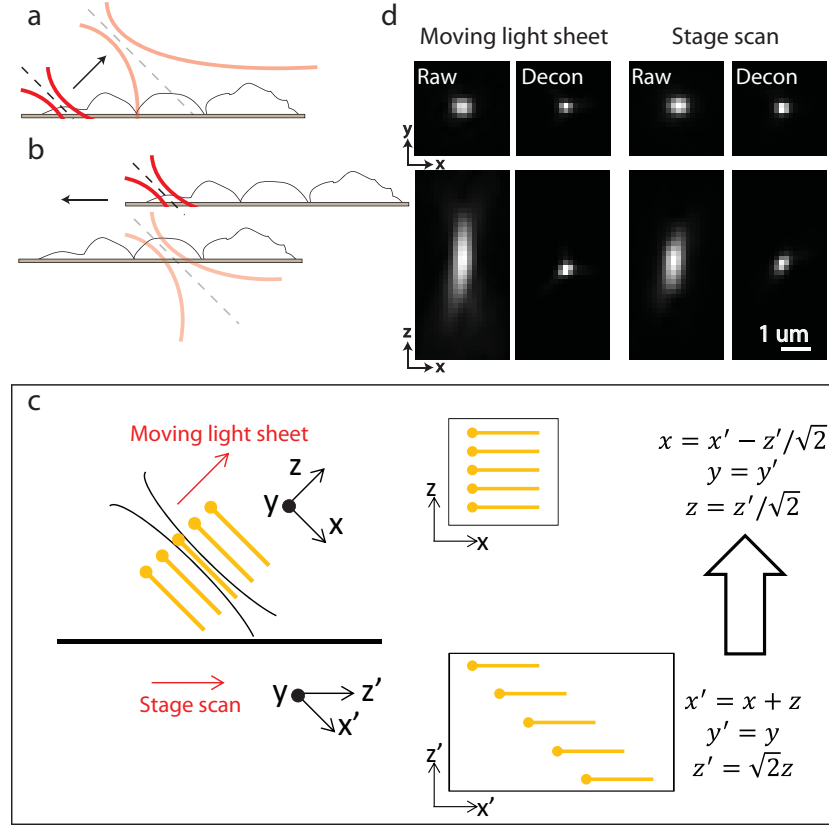 a
b
d
Moving light sheet
Stage scan
Raw
Decon
Raw
Decon
y
x
z
x
1 um
c
Moving light sheet
z
y
x
Stage scan
y
z'
x'
z
x
z'
x'
x = x′ − z′/√2
y = y′
z = z′/√2
x′ = x + z
y′ = y
z′ = √2z